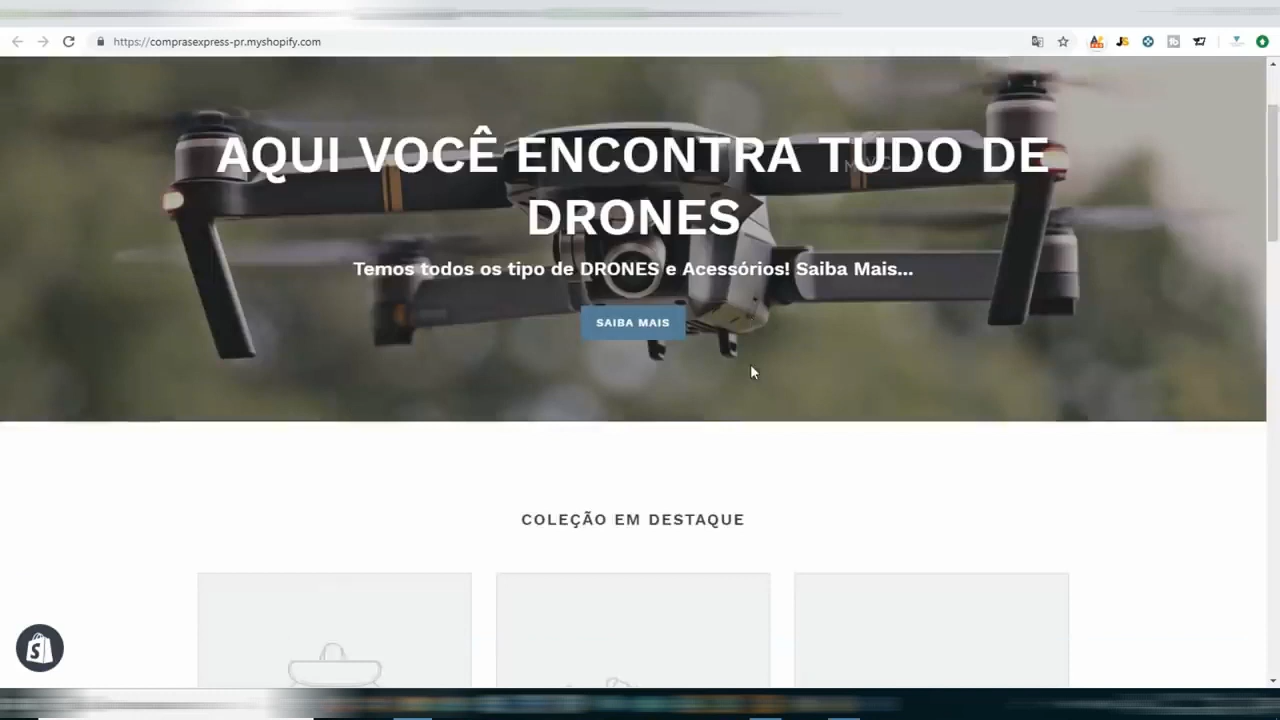 https://comprasexpress-pr.myshopify.com
AQUI VOCÊ ENCONTRA TUDO DE
DRONES
Temos todos os tipo de DRONES e Acessórios! Saiba Mais...
SAIBA MAIS
COLEÇÃO EM DESTAQUE